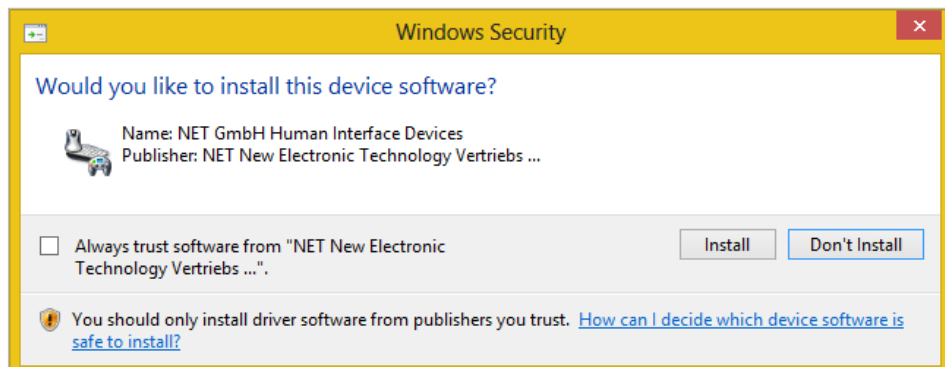 Windows Security
Would you like to install this device software?
Name: NET GmbH Human Interface Devices
Publisher: NET New Electronic Technology Vertriebs ...
Always trust software from "NET New Electronic
Technology Vertriebs ...".
Install
Don't Install
You should only install driver software from publishers you trust. How can I decide which device software is
safe to install?